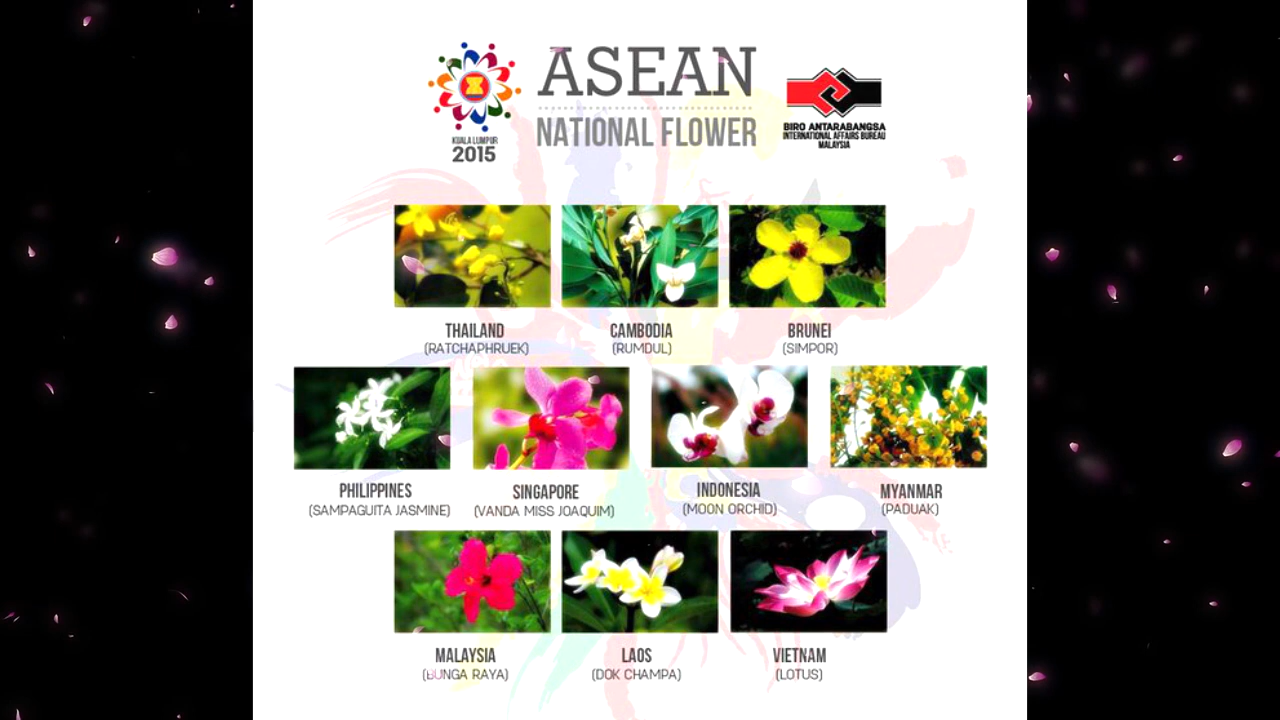 ASEAN
NATIONAL FLOWER
KUALA LUMPUR
2015
BIRO ANTARABANGSA
INTERNATIONAL AFFAIRS BUREAU
MALAYSIA
THAILAND
(RATCHAPHRUEK)
CAMBODIA
(RUMDUL)
BRUNEI
(SIMPOR)
PHILIPPINES
(SAMPAGUITA JASMINE)
SINGAPORE
(VANDA MISS JOAQUIM)
INDONESIA
(MOON ORCHID)
MYANMAR
(PADUAK)
MALAYSIA
(BUNGA RAYA)
LAOS
(DOK CHAMPA)
VIETNAM
(LOTUS)